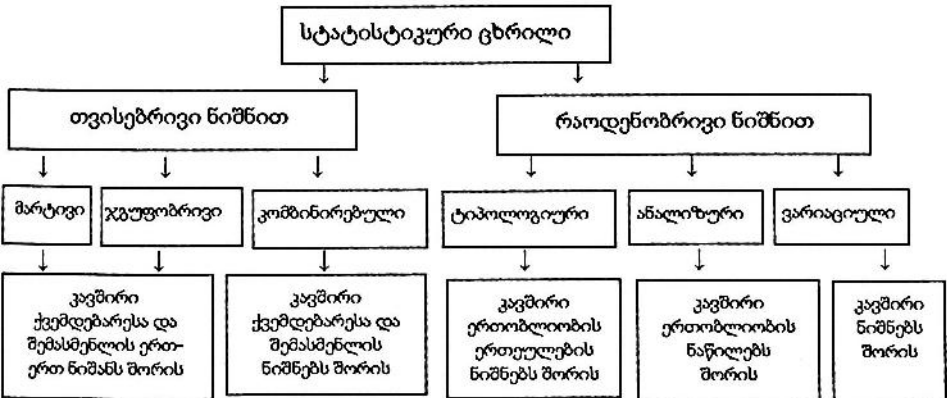 სტატისტიკური ცხრილი
თვისებრივი ნიშნით
რაოდენობრივი ნიშნით
მარტივი
ჯგუფობრივი
კომბინირებული
ტიპოლოგიური
ანალიზური
ვარიაციული
კავშირი
ქვემდებარესა და
შემასმენლის ერთ-
ერთ ნიშანს შორის
კავშირი
ქვემდებარესა და
შემასმენლის
ნიშნებს შორის
კავშირი
ერთობლიობის
ერთეულების
ნიშნებს შორის
კავშირი
ერთობლიობის
ნაწილებს
შორის
კავშირი
ნიშნებს
შორის